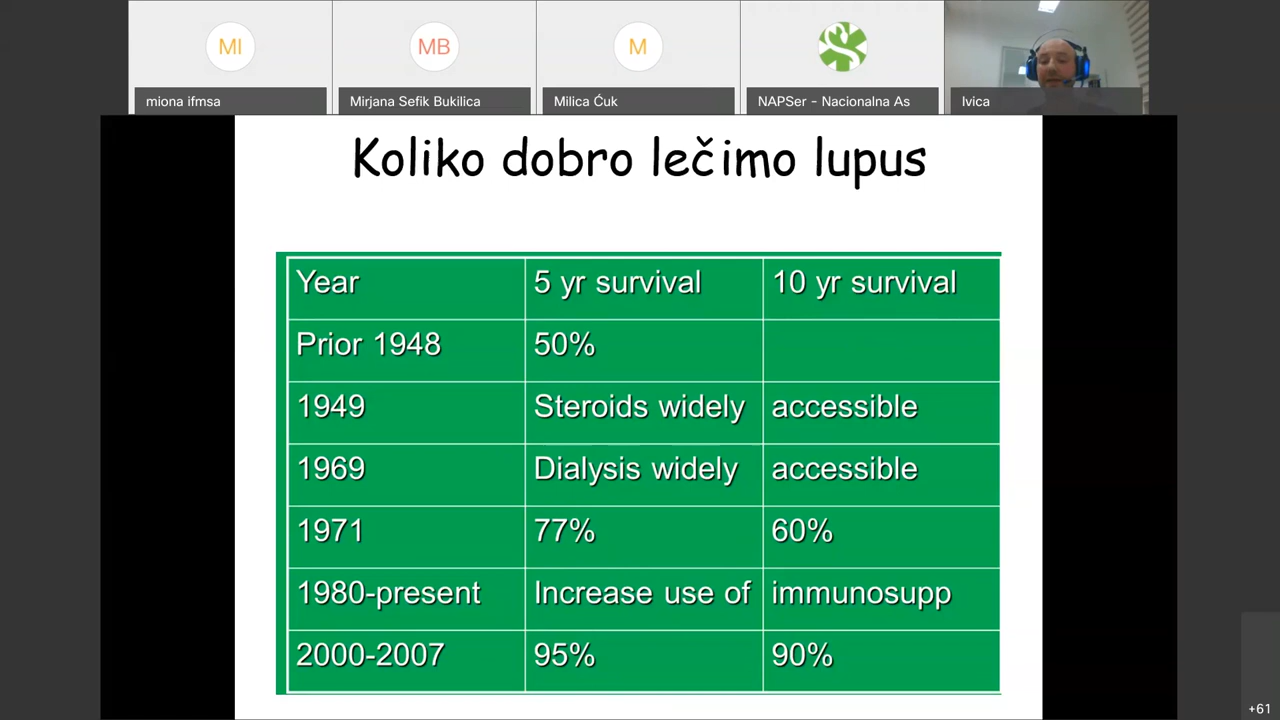 MI
MB
M
miona ifmsa
Mirjana Sefik Bukilica
Milica Ćuk
NAPSer - Nacionalna As
Ivica
Koliko dobro lečimo lupus
Year 5 yr survival 10 yr survival
Prior 1948 50%
1949 Steroids widely accessible
1969 Dialysis widely accessible
1971 77% 60%
1980-present Increase use of immunosupp
2000-2007 95% 90%
+61